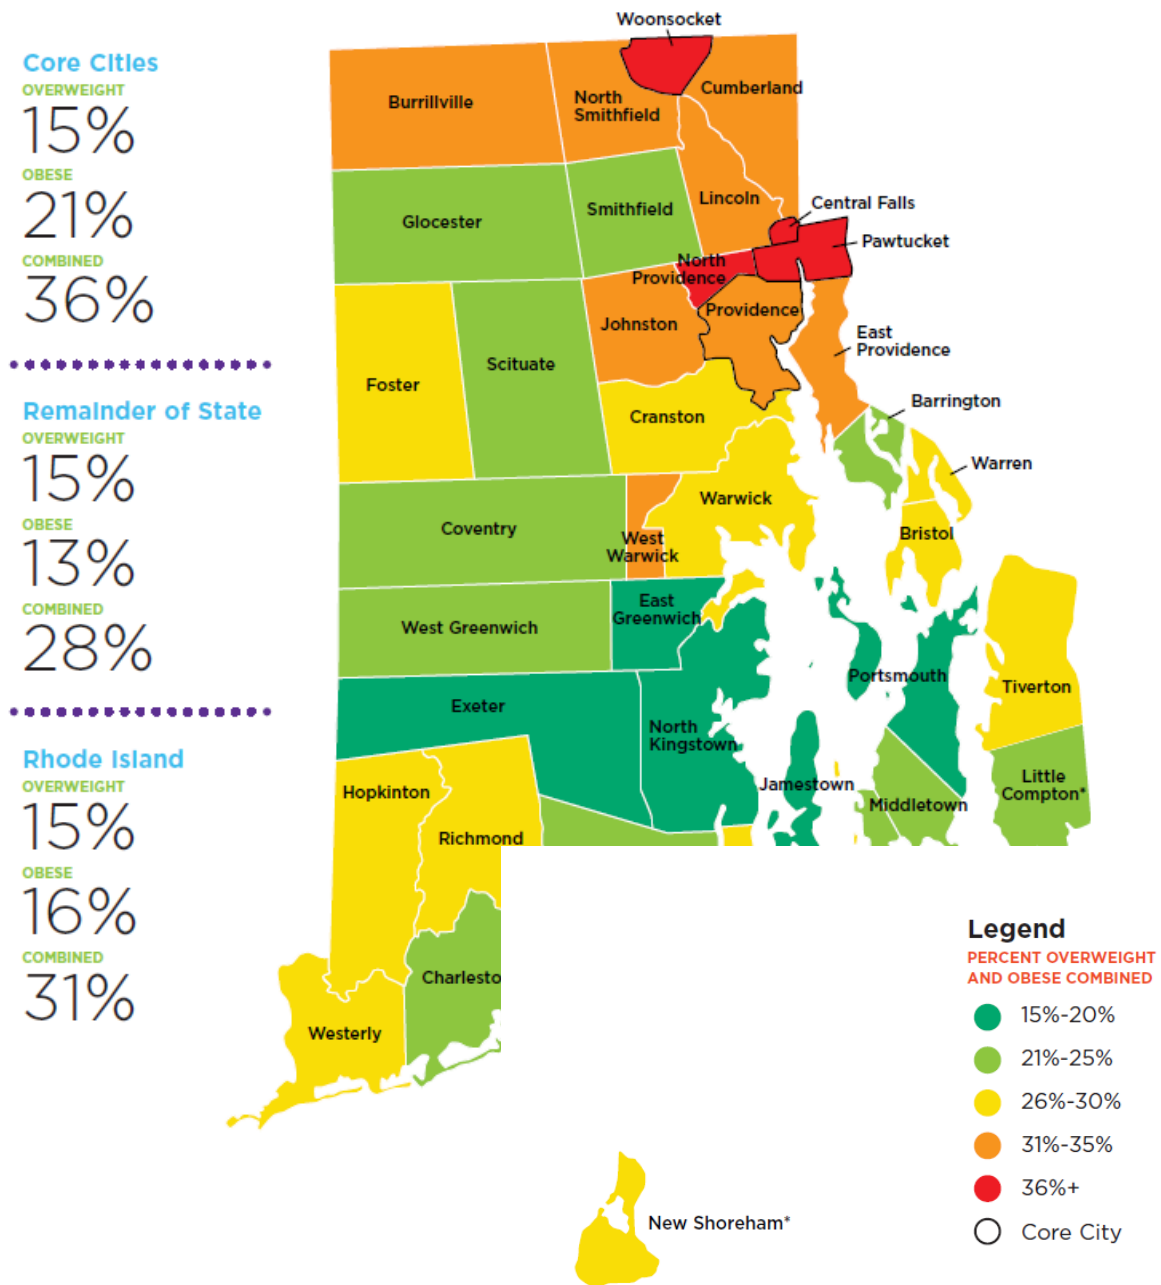 Core Cities
OVERWEIGHT
15%
OBESE
21%
COMBINED
36%
Remainder of State
OVERWEIGHT
15%
OBESE
13%
COMBINED
28%
Rhode Island
OVERWEIGHT
15%
OBESE
16%
COMBINED
31%
Woonsocket
Burrillville
North
Smithfield
Cumberland
Glocester
Smithfield
Lincoln
Central Falls
Pawtucket
North
Providence
Johnston
Providence
East
Providence
Foster
Scituate
Cranston
Barrington
Warren
Coventry
West
Warwick
Warwick
Bristol
West Greenwich
East
Greenwich
Exeter
North
Kingstown
Portsmouth
Tiverton
Hopkinton
Richmond
Jamestown
Middletown
Little
Compton*
Charlesto
Westerly
New Shoreham*
Legend
PERCENT OVERWEIGHT
AND OBESE COMBINED
15%-20%
21%-25%
26%-30%
31%-35%
36%+
Core City